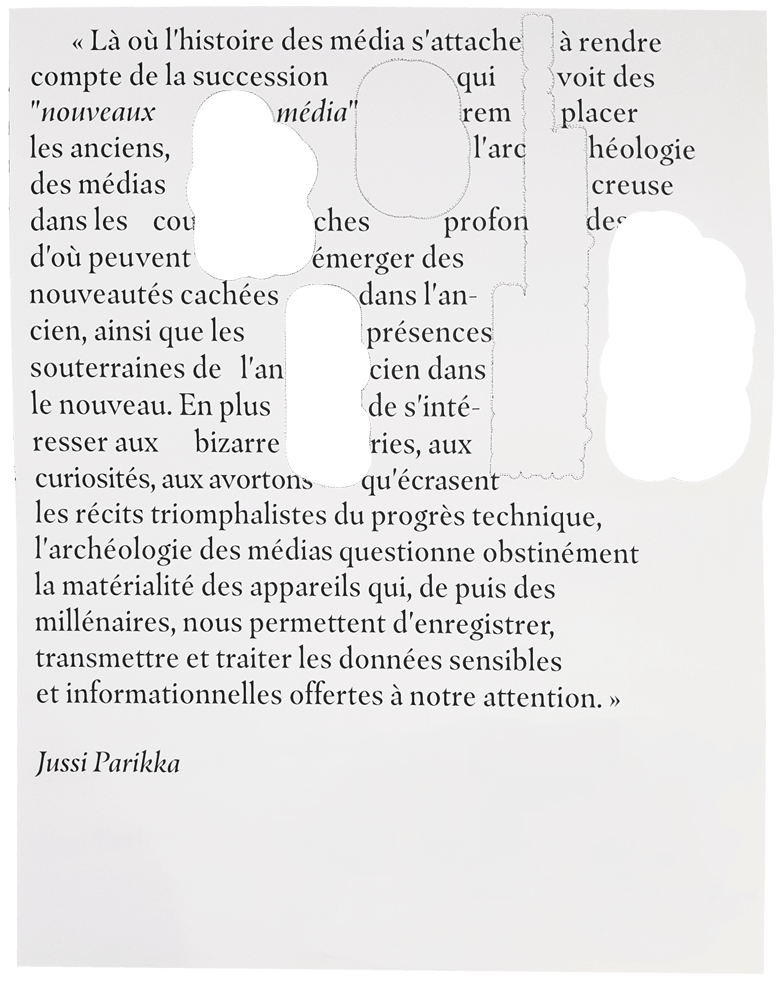 « Là où l'histoire des média s'attache à rendre
compte de la succession qui voit des
"nouveaux média" rem placer
les anciens, l'arc héologie
des médias creuse
dans les cou ches profon des
d'où peuvent émerger des
nouveautés cachées dans l'an-
cien, ainsi que les présences
souterraines de l'an cien dans
le nouveau. En plus de s'inté-
resser aux bizarre ries, aux
curiosités, aux avortons qu'écrasent
les récits triomphalistes du progrès technique,
l'archéologie des médias questionne obstinément
la matérialité des appareils qui, de puis des
millénaires, nous permettent d'enregistrer,
transmettre et traiter les données sensibles
et informationnelles offertes à notre attention. »
Jussi Parikka